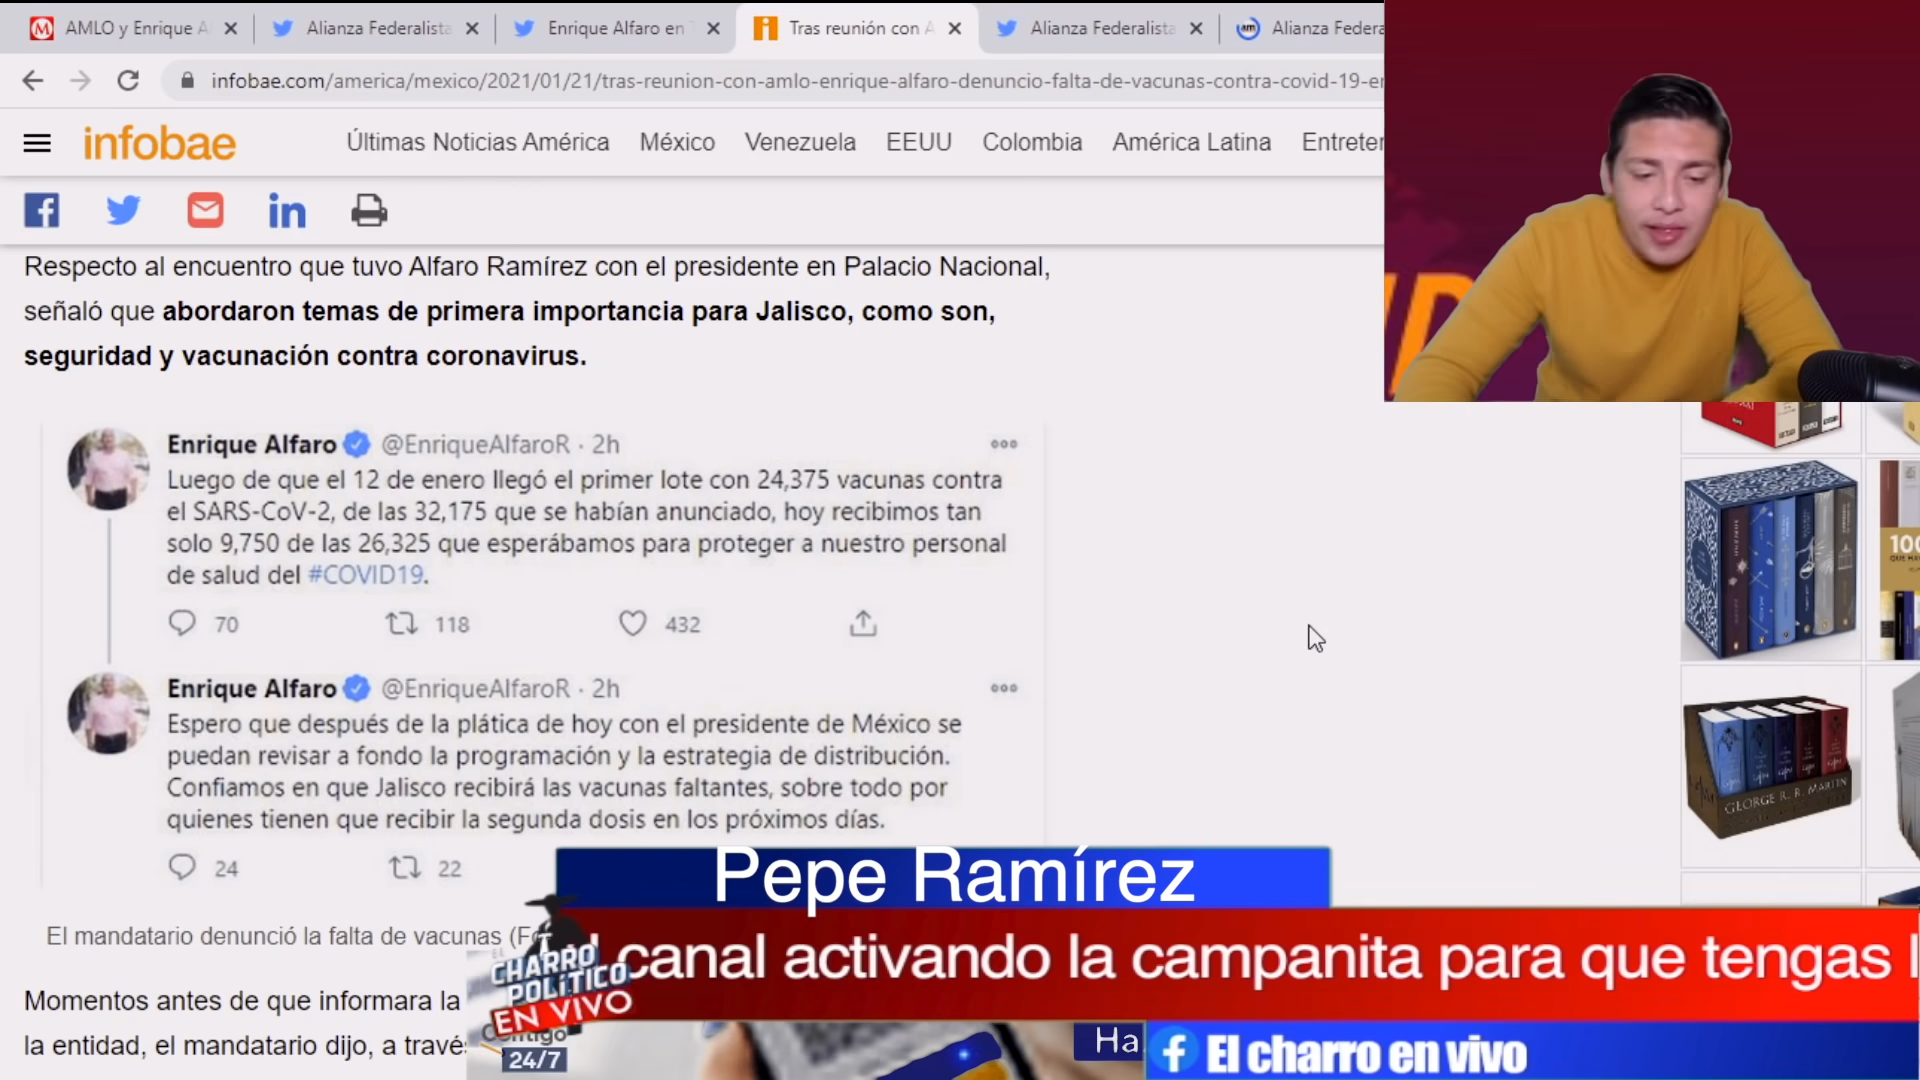 AMLO y Enrique A
Alianza Federalista
Enrique Alfaro en T
Tras reunión con A
Alianza Federalista
am
Alianza Federa
infobae.com/america/mexico/2021/01/21/tras-reunion-con-amlo-enrique-alfaro-denuncio-falta-de-vacunas-contra-covid-19-e
infobae
Últimas Noticias América México Venezuela EEUU Colombia América Latina Entreten
Respecto al encuentro que tuvo Alfaro Ramírez con el presidente en Palacio Nacional,
señaló que abordaron temas de primera importancia para Jalisco, como son,
seguridad y vacunación contra coronavirus.
Enrique Alfaro @EnriqueAlfaroR · 2h
Luego de que el 12 de enero llegó el primer lote con 24,375 vacunas contra
el SARS-CoV-2, de las 32,175 que se habían anunciado, hoy recibimos tan
solo 9,750 de las 26,325 que esperábamos para proteger a nuestro personal
de salud del #COVID19.
70 118 432
Enrique Alfaro @EnriqueAlfaroR · 2h
Espero que después de la plática de hoy con el presidente de México se
puedan revisar a fondo la programación y la estrategia de distribución.
Confiamos en que Jalisco recibirá las vacunas faltantes, sobre todo por
quienes tienen que recibir la segunda dosis en los próximos días.
24 22
GEORGE R. R. MARTIN
100
Pepe Ramírez
El mandatario denunció la falta de vacunas (F
canal activando la campanita para que tengas l
EL
CHARRO
POLÍTICO
EN VIVO
Momentos antes de que informara la
la entidad, el mandatario dijo, a través
Contigo
24/7
Ha
El charro en vivo